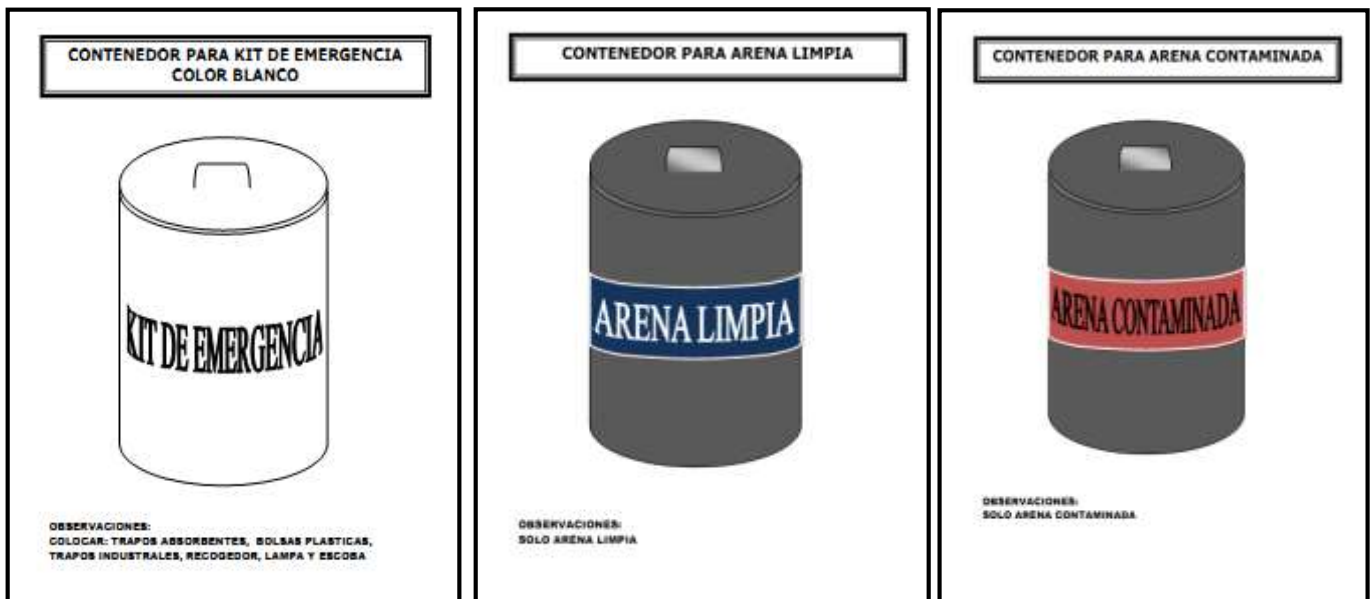 CONTENEDOR PARA KIT DE EMERGENCIA
COLOR BLANCO
KIT DE EMERGENCIA
OBSERVACIONES:
COLOCAR: TRAPOS ABSORBENTES, BOLSAS PLASTICAS,
TRAPOS INDUSTRIALES, RECOGEDOR, LAMPA Y ESCOBA
CONTENEDOR PARA ARENA LIMPIA
ARENA LIMPIA
OBSERVACIONES:
SOLO ARENA LIMPIA
CONTENEDOR PARA ARENA CONTAMINADA
ARENA CONTAMINADA
OBSERVACIONES:
SOLO ARENA CONTAMINADA